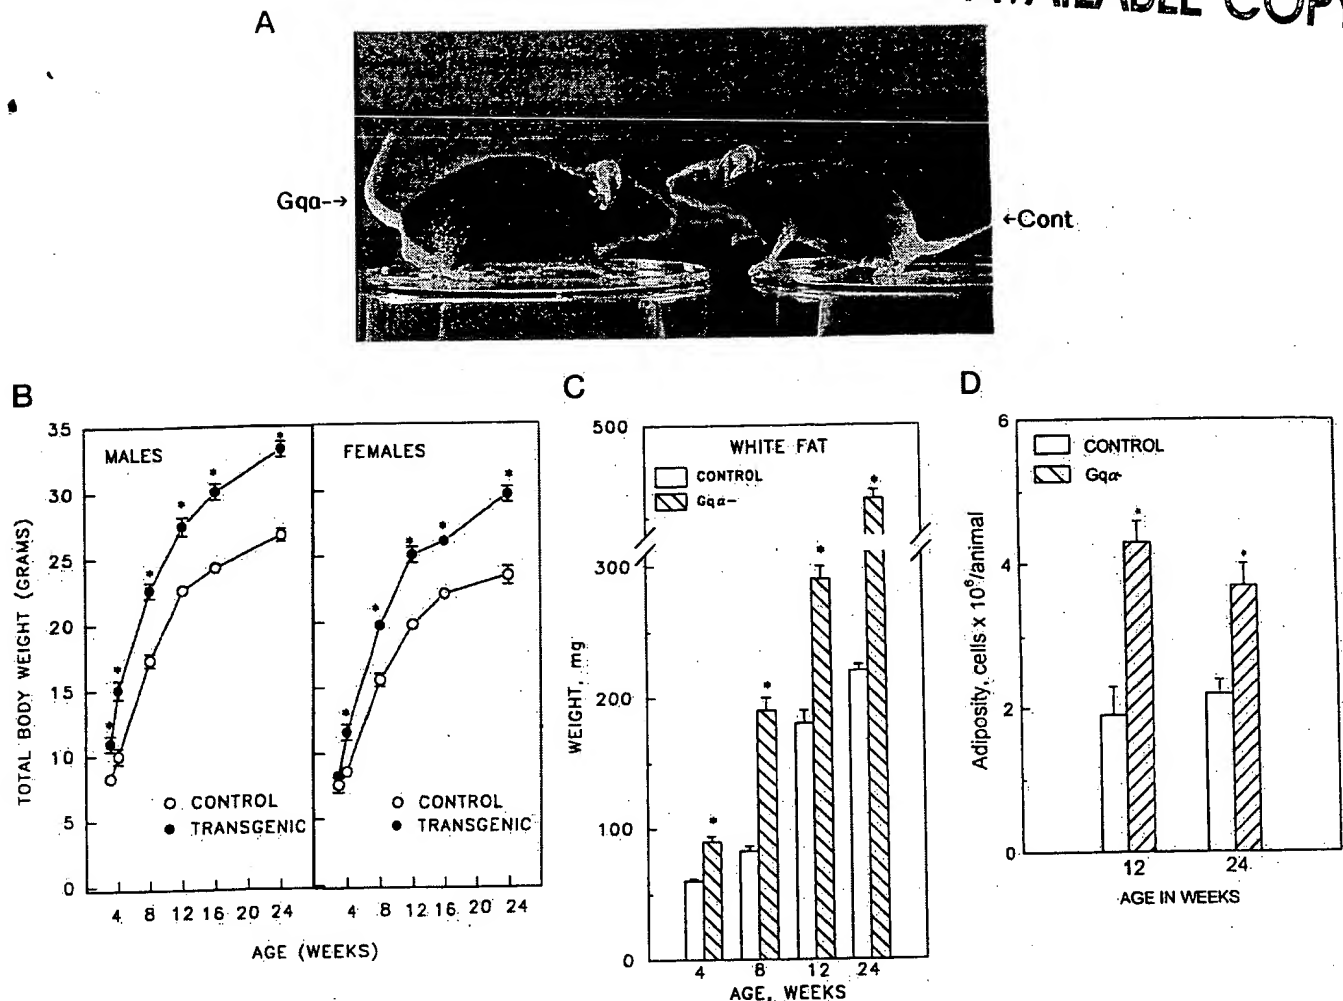 COPY
A
Gqα-→
←Cont
B
35
30
25
20
15
10
5
0
TOTAL BODY WEIGHT (GRAMS)
MALES
FEMALES
○ CONTROL
● TRANSGENIC
○ CONTROL
● TRANSGENIC
4 8 12 16 20 24
4 8 12 16 20 24
AGE (WEEKS)
C
500
300
200
100
0
WEIGHT, mg
WHITE FAT
CONTROL
Gqα-
* * * *
4 8 12 24
AGE, WEEKS
D
6
4
2
0
Adiposity, cells x 10⁶/animal
CONTROL
Gqα-
* *
12 24
AGE IN WEEKS